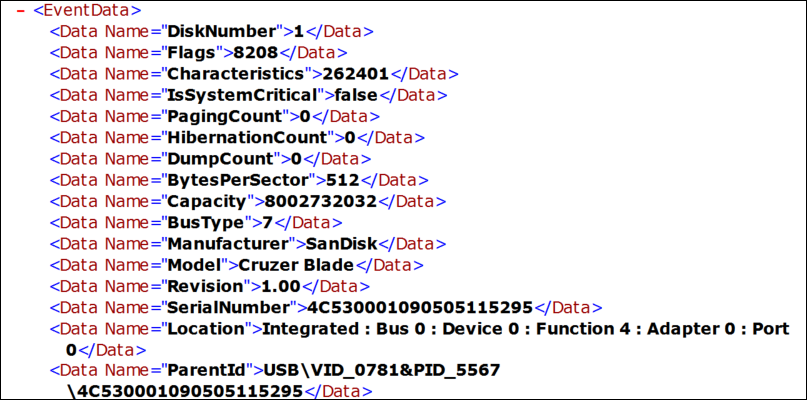 – <EventData>
<Data Name="DiskNumber">1</Data>
<Data Name="Flags">8208</Data>
<Data Name="Characteristics">262401</Data>
<Data Name="IsSystemCritical">false</Data>
<Data Name="PagingCount">0</Data>
<Data Name="HibernationCount">0</Data>
<Data Name="DumpCount">0</Data>
<Data Name="BytesPerSector">512</Data>
<Data Name="Capacity">8002732032</Data>
<Data Name="BusType">7</Data>
<Data Name="Manufacturer">SanDisk</Data>
<Data Name="Model">Cruzer Blade</Data>
<Data Name="Revision">1.00</Data>
<Data Name="SerialNumber">4C530001090505115295</Data>
<Data Name="Location">Integrated : Bus 0 : Device 0 : Function 4 : Adapter 0 : Port
0</Data>
<Data Name="ParentId">USB\VID_0781&PID_5567
\4C530001090505115295</Data>